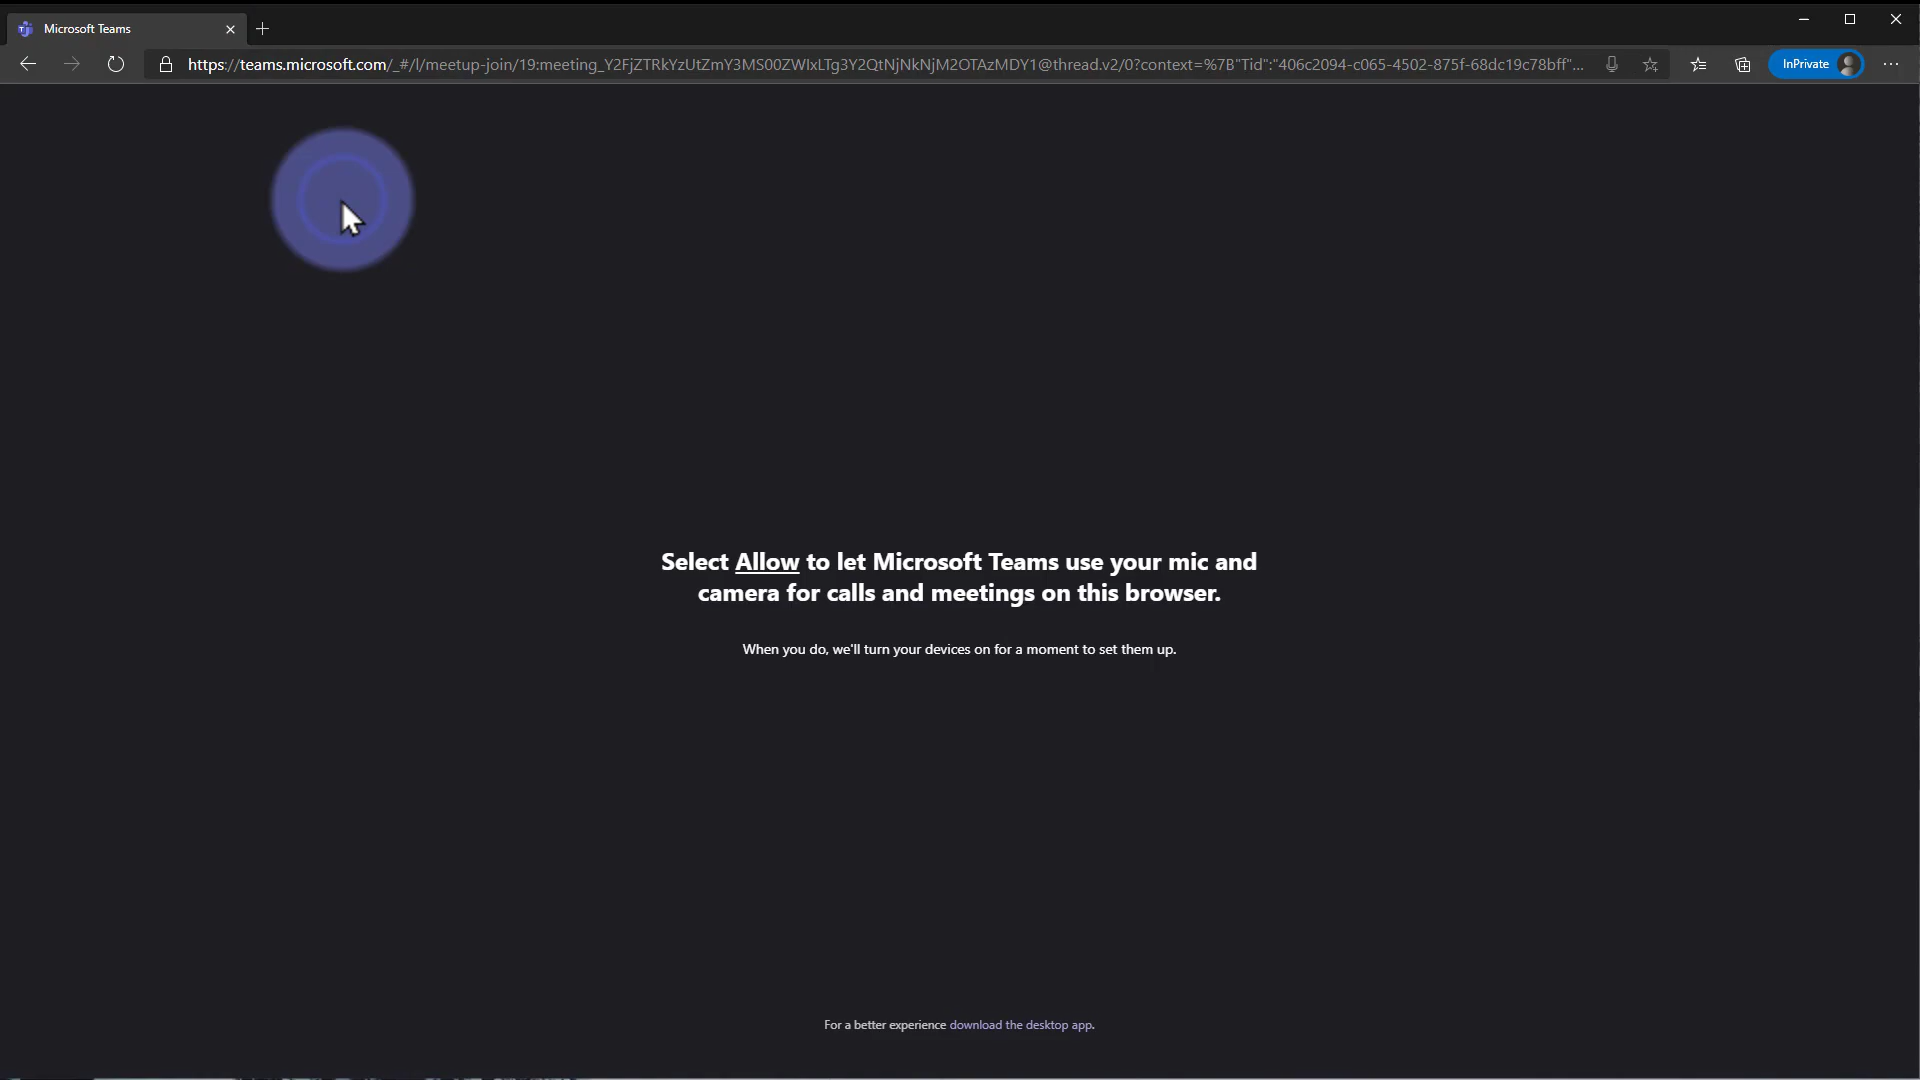 Microsoft Teams
https://teams.microsoft.com/_#/l/meetup-join/19:meeting_Y2FjZTRkYzUtZmY3MS00ZWIxLTg3Y2QtNjNkNjM2OTAzMDY1@thread.v2/0?context=%7B"Tid":"406c2094-c065-4502-875f-68dc19c78bff"...
InPrivate
Select Allow to let Microsoft Teams use your mic and
camera for calls and meetings on this browser.
When you do, we'll turn your devices on for a moment to set them up.
For a better experience download the desktop app.